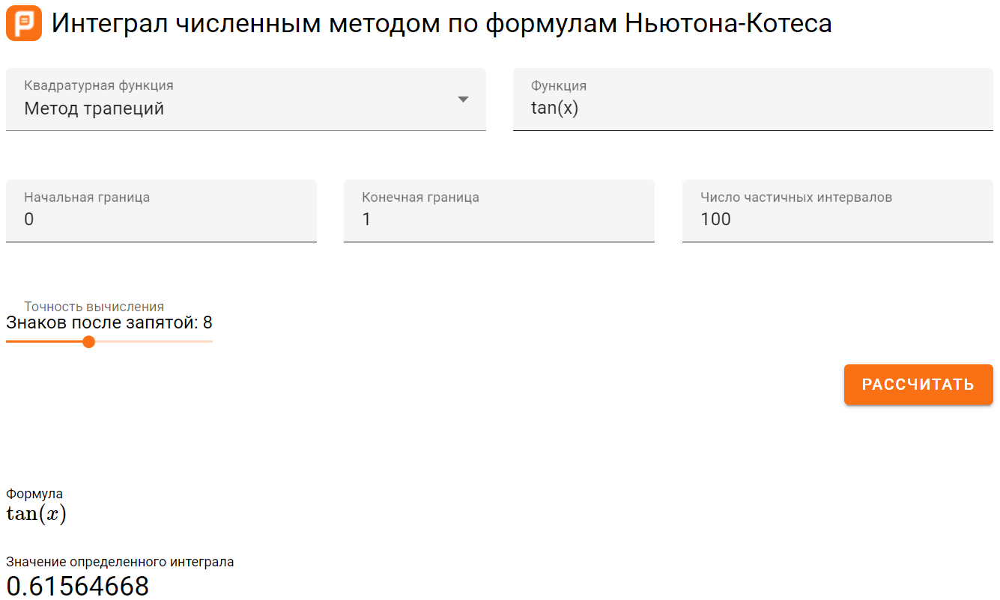 Интеграл численным методом по формулам Ньютона-Котеса
Квадратурная функция
Метод трапеций
Функция
tan(x)
Начальная граница
0
Конечная граница
1
Число частичных интервалов
100
Точность вычисления
Знаков после запятой: 8
РАССЧИТАТЬ
Формула
tan(x)
Значение определенного интеграла
0.61564668